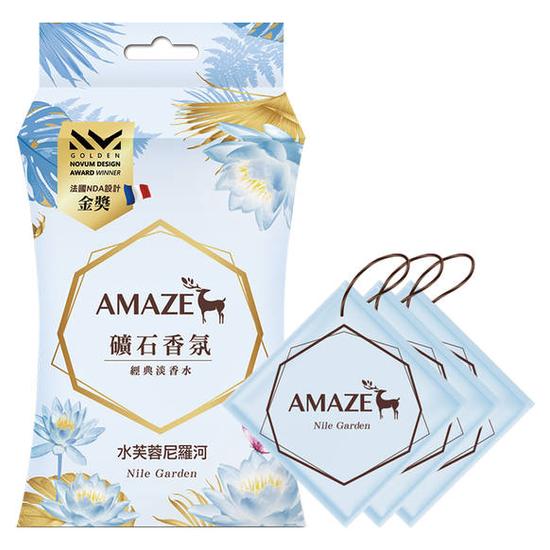 GOLDEN
NOVUM DESIGN
AWARD WINNER
法國NDA設計
金獎
AMAZE
礦石香氛
經典淡香水
水芙蓉尼羅河
Nile Garden
AMAZE
Nile Garden